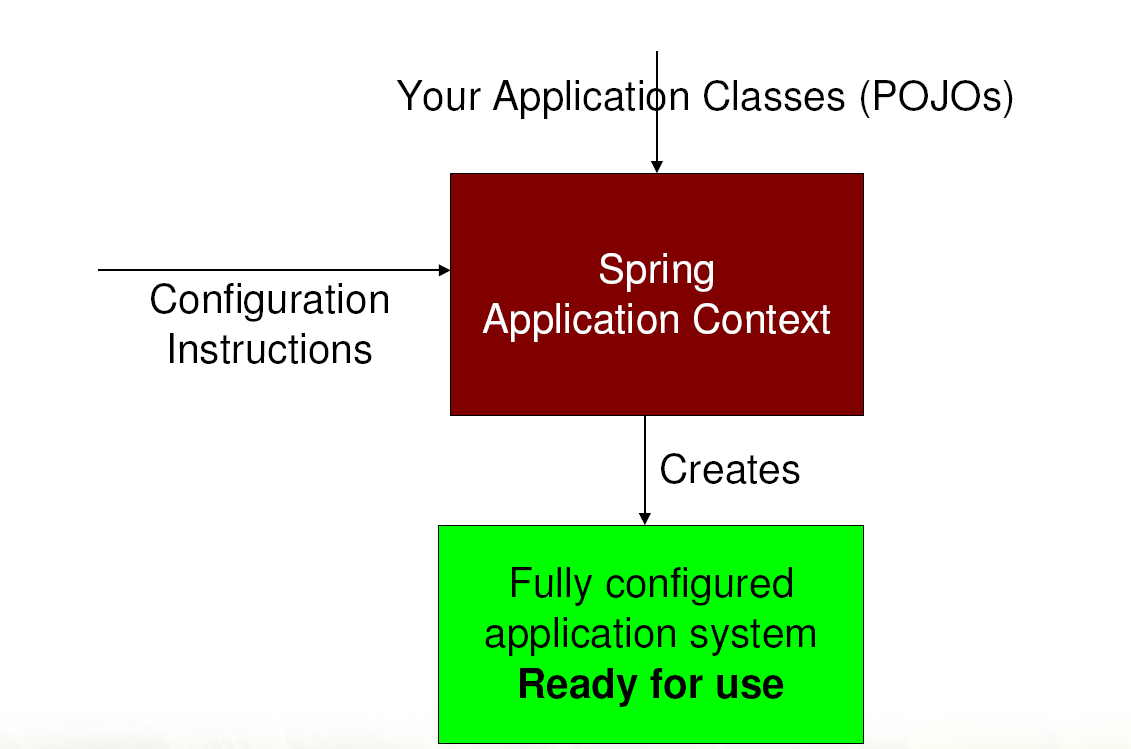 Your Application Classes (POJOs)
Spring
Application Context
Configuration
Instructions
Creates
Fully configured
application system
Ready for use